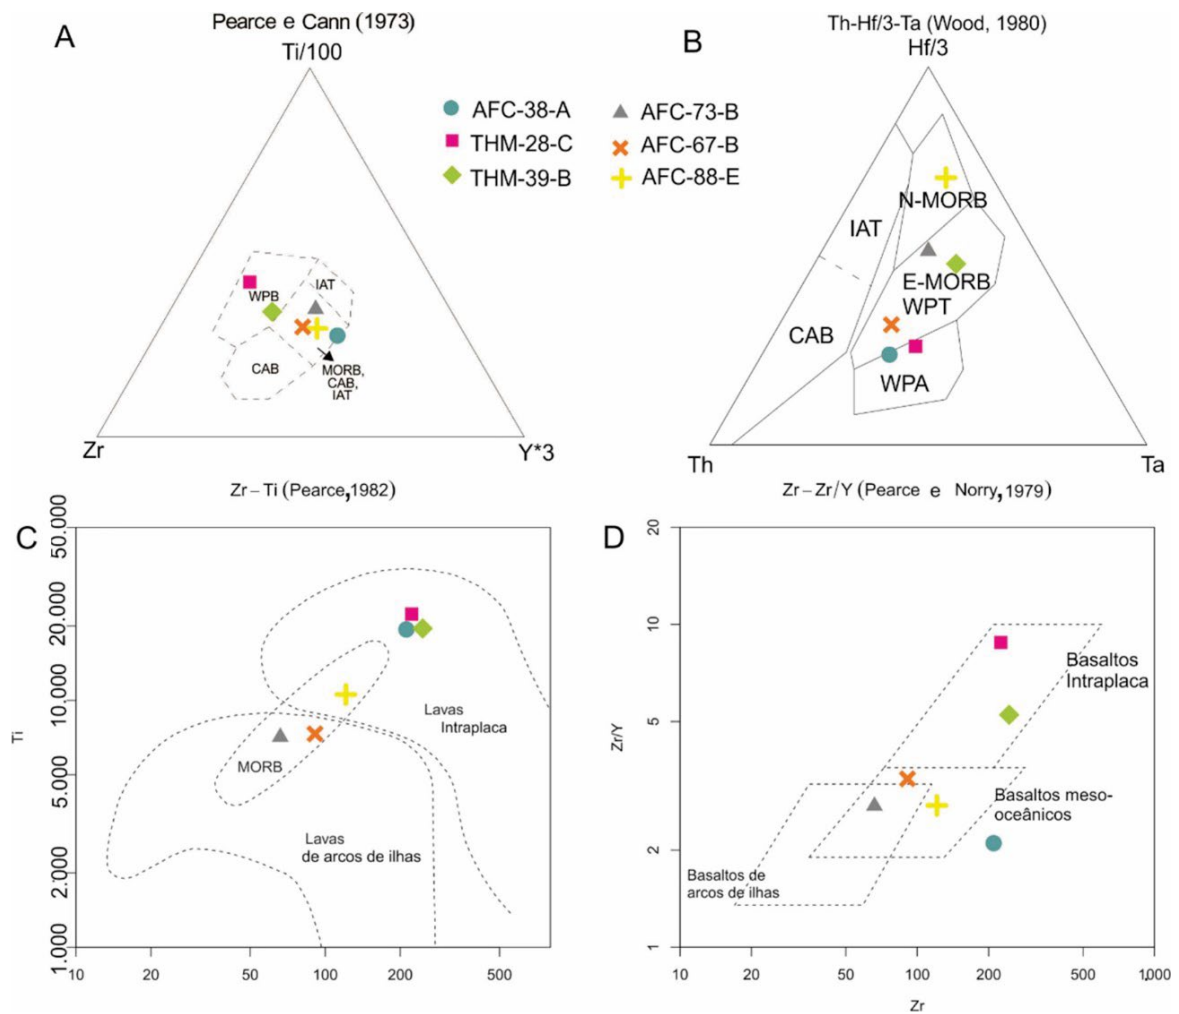 A
Pearce e Cann (1973)
Ti/100
Zr
Y*3
WPB
IAT
CAB
MORB,
CAB,
IAT
AFC-38-A
THM-28-C
THM-39-B
AFC-73-B
AFC-67-B
AFC-88-E
B
Th-Hf/3-Ta (Wood, 1980)
Hf/3
N-MORB
IAT
E-MORB
WPT
CAB
WPA
Th
Ta
C
Zr – Ti (Pearce, 1982)
Ti
50.000
20.000
10.000
5.000
2.000
1.000
10
20
50
100
200
500
Lavas
Intraplaca
MORB
Lavas
de arcos de ilhas
D
Zr – Zr/Y (Pearce e Norry, 1979)
Zr/Y
20
10
5
2
1
10
20
50
100
200
500
1,000
Zr
Basaltos
Intraplaca
Basaltos meso-
oceânicos
Basaltos de
arcos de ilhas